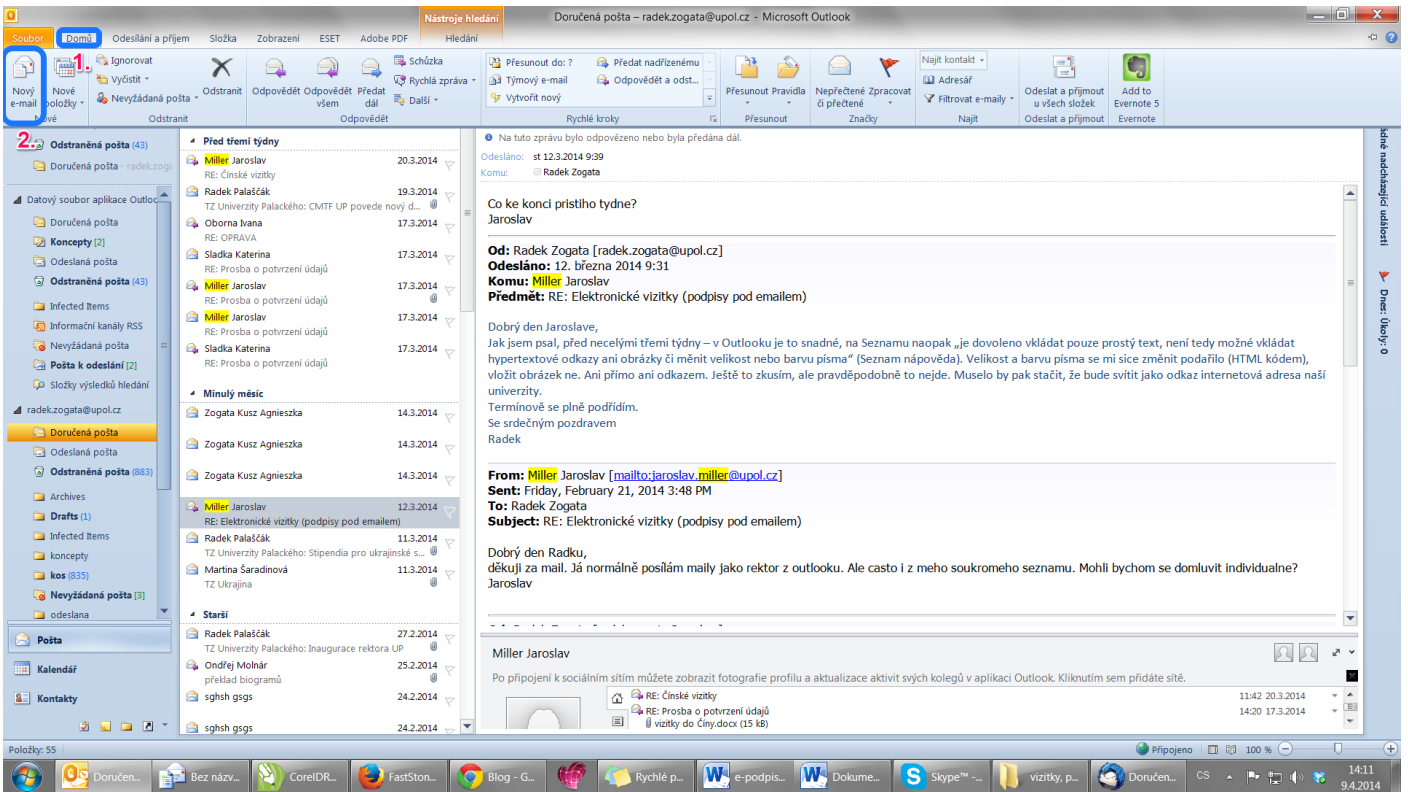 Nástroje hledání
Doručená pošta – radek.zogata@upol.cz - Microsoft Outlook
Soubor Domů Odesílání a příjem Složka Zobrazení ESET Adobe PDF Hledání
1.
Nový e-mail
Nové položky
Nové
Ignorovat
Vyčistit
Nevyžádaná pošta
Odstranit
Odstranit
Odpovědět
Odpovědět všem
Předat dál
Schůzka
Rychlá zpráva
Další
Odpovědět
Přesunout do: ?
Týmový e-mail
Vytvořit nový
Předat nadřízenému
Odpovědět a odst...
Rychlé kroky
Přesunout
Pravidla
Přesunout
Nepřečtené či přečtené
Zpracovat
Značky
Najít kontakt
Adresář
Filtrovat e-maily
Najít
Odeslat a přijmout u všech složek
Odeslat a přijmout
Add to Evernote 5
Evernote
2.
Odstraněná pošta (43)
Doručená pošta - radek.zoga
Datový soubor aplikace Outloc
Doručená pošta
Koncepty [2]
Odeslaná pošta
Odstraněná pošta (43)
Infected Items
Informační kanály RSS
Nevyžádaná pošta
Pošta k odeslání [2]
Složky výsledků hledání
radek.zogata@upol.cz
Doručená pošta
Odeslaná pošta
Odstraněná pošta (883)
Archives
Drafts (1)
Infected Items
koncepty
kos (835)
Nevyžádaná pošta [3]
odeslana
Pošta
Kalendář
Kontakty
Před třemi týdny
Miller Jaroslav 20.3.2014
RE: Čínské vizitky
Radek Palaščák 19.3.2014
TZ Univerzity Palackého: CMTF UP povede nový d...
Oborna Ivana 17.3.2014
RE: OPRAVA
Sladka Katerina 17.3.2014
RE: Prosba o potvrzení údajů
Miller Jaroslav 17.3.2014
RE: Prosba o potvrzení údajů
Miller Jaroslav 17.3.2014
RE: Prosba o potvrzení údajů
Sladka Katerina 17.3.2014
RE: Prosba o potvrzení údajů
Minulý měsíc
Zogata Kusz Agnieszka 14.3.2014
Zogata Kusz Agnieszka 14.3.2014
Zogata Kusz Agnieszka 14.3.2014
Miller Jaroslav 12.3.2014
RE: Elektronické vizitky (podpisy pod emailem)
Radek Palaščák 11.3.2014
TZ Univerzity Palackého: Stipendia pro ukrajinské s...
Martina Šaradinová 11.3.2014
TZ Ukrajina
Starší
Radek Palaščák 27.2.2014
TZ Univerzity Palackého: Inaugurace rektora UP
Ondřej Molnár 25.2.2014
překlad biogramů
sghsh gsgs 24.2.2014
sghsh gsgs 24.2.2014
Na tuto zprávu bylo odpovězeno nebo byla předána dál.
Odesláno: st 12.3.2014 9:39
Komu: Radek Zogata
Co ke konci pristiho tydne?
Jaroslav
Od: Radek Zogata [radek.zogata@upol.cz]
Odesláno: 12. března 2014 9:31
Komu: Miller Jaroslav
Předmět: RE: Elektronické vizitky (podpisy pod emailem)
Dobrý den Jaroslave,
Jak jsem psal, před necelými třemi týdny – v Outlooku je to snadné, na Seznamu naopak „je dovoleno vkládat pouze prostý text, není tedy možné vkládat
hypertextové odkazy ani obrázky či měnit velikost nebo barvu písma“ (Seznam nápověda). Velikost a barvu písma se mi sice změnit podařilo (HTML kódem),
vložit obrázek ne. Ani přímo ani odkazem. Ještě to zkusím, ale pravděpodobně to nejde. Muselo by pak stačit, že bude svítit jako odkaz internetová adresa naší
univerzity.
Termínově se plně podřídím.
Se srdečným pozdravem
Radek
From: Miller Jaroslav [mailto:jaroslav.miller@upol.cz]
Sent: Friday, February 21, 2014 3:48 PM
To: Radek Zogata
Subject: RE: Elektronické vizitky (podpisy pod emailem)
Dobrý den Radku,
děkuji za mail. Já normálně posílám maily jako rektor z outlooku. Ale casto i z meho soukromeho seznamu. Mohli bychom se domluvit individualne?
Jaroslav
Miller Jaroslav
Po připojení k sociálním sítím můžete zobrazit fotografie profilu a aktualizace aktivit svých kolegů v aplikaci Outlook. Kliknutím sem přidáte sítě.
RE: Čínské vizitky 11:42 20.3.2014
RE: Prosba o potvrzení údajů 14:20 17.3.2014
vizitky do Číny.docx (15 kB)
ádné nadcházející události
Dnes: Úkoly: 0
Položky: 55
Připojeno 100 %
Doručen... Bez názv... CorelDR... FastSton... Blog - G... Rychlé p... e-podpis... Dokume... Skype™ -... vizitky, p... Doručen... CS
14:11
9.4.2014